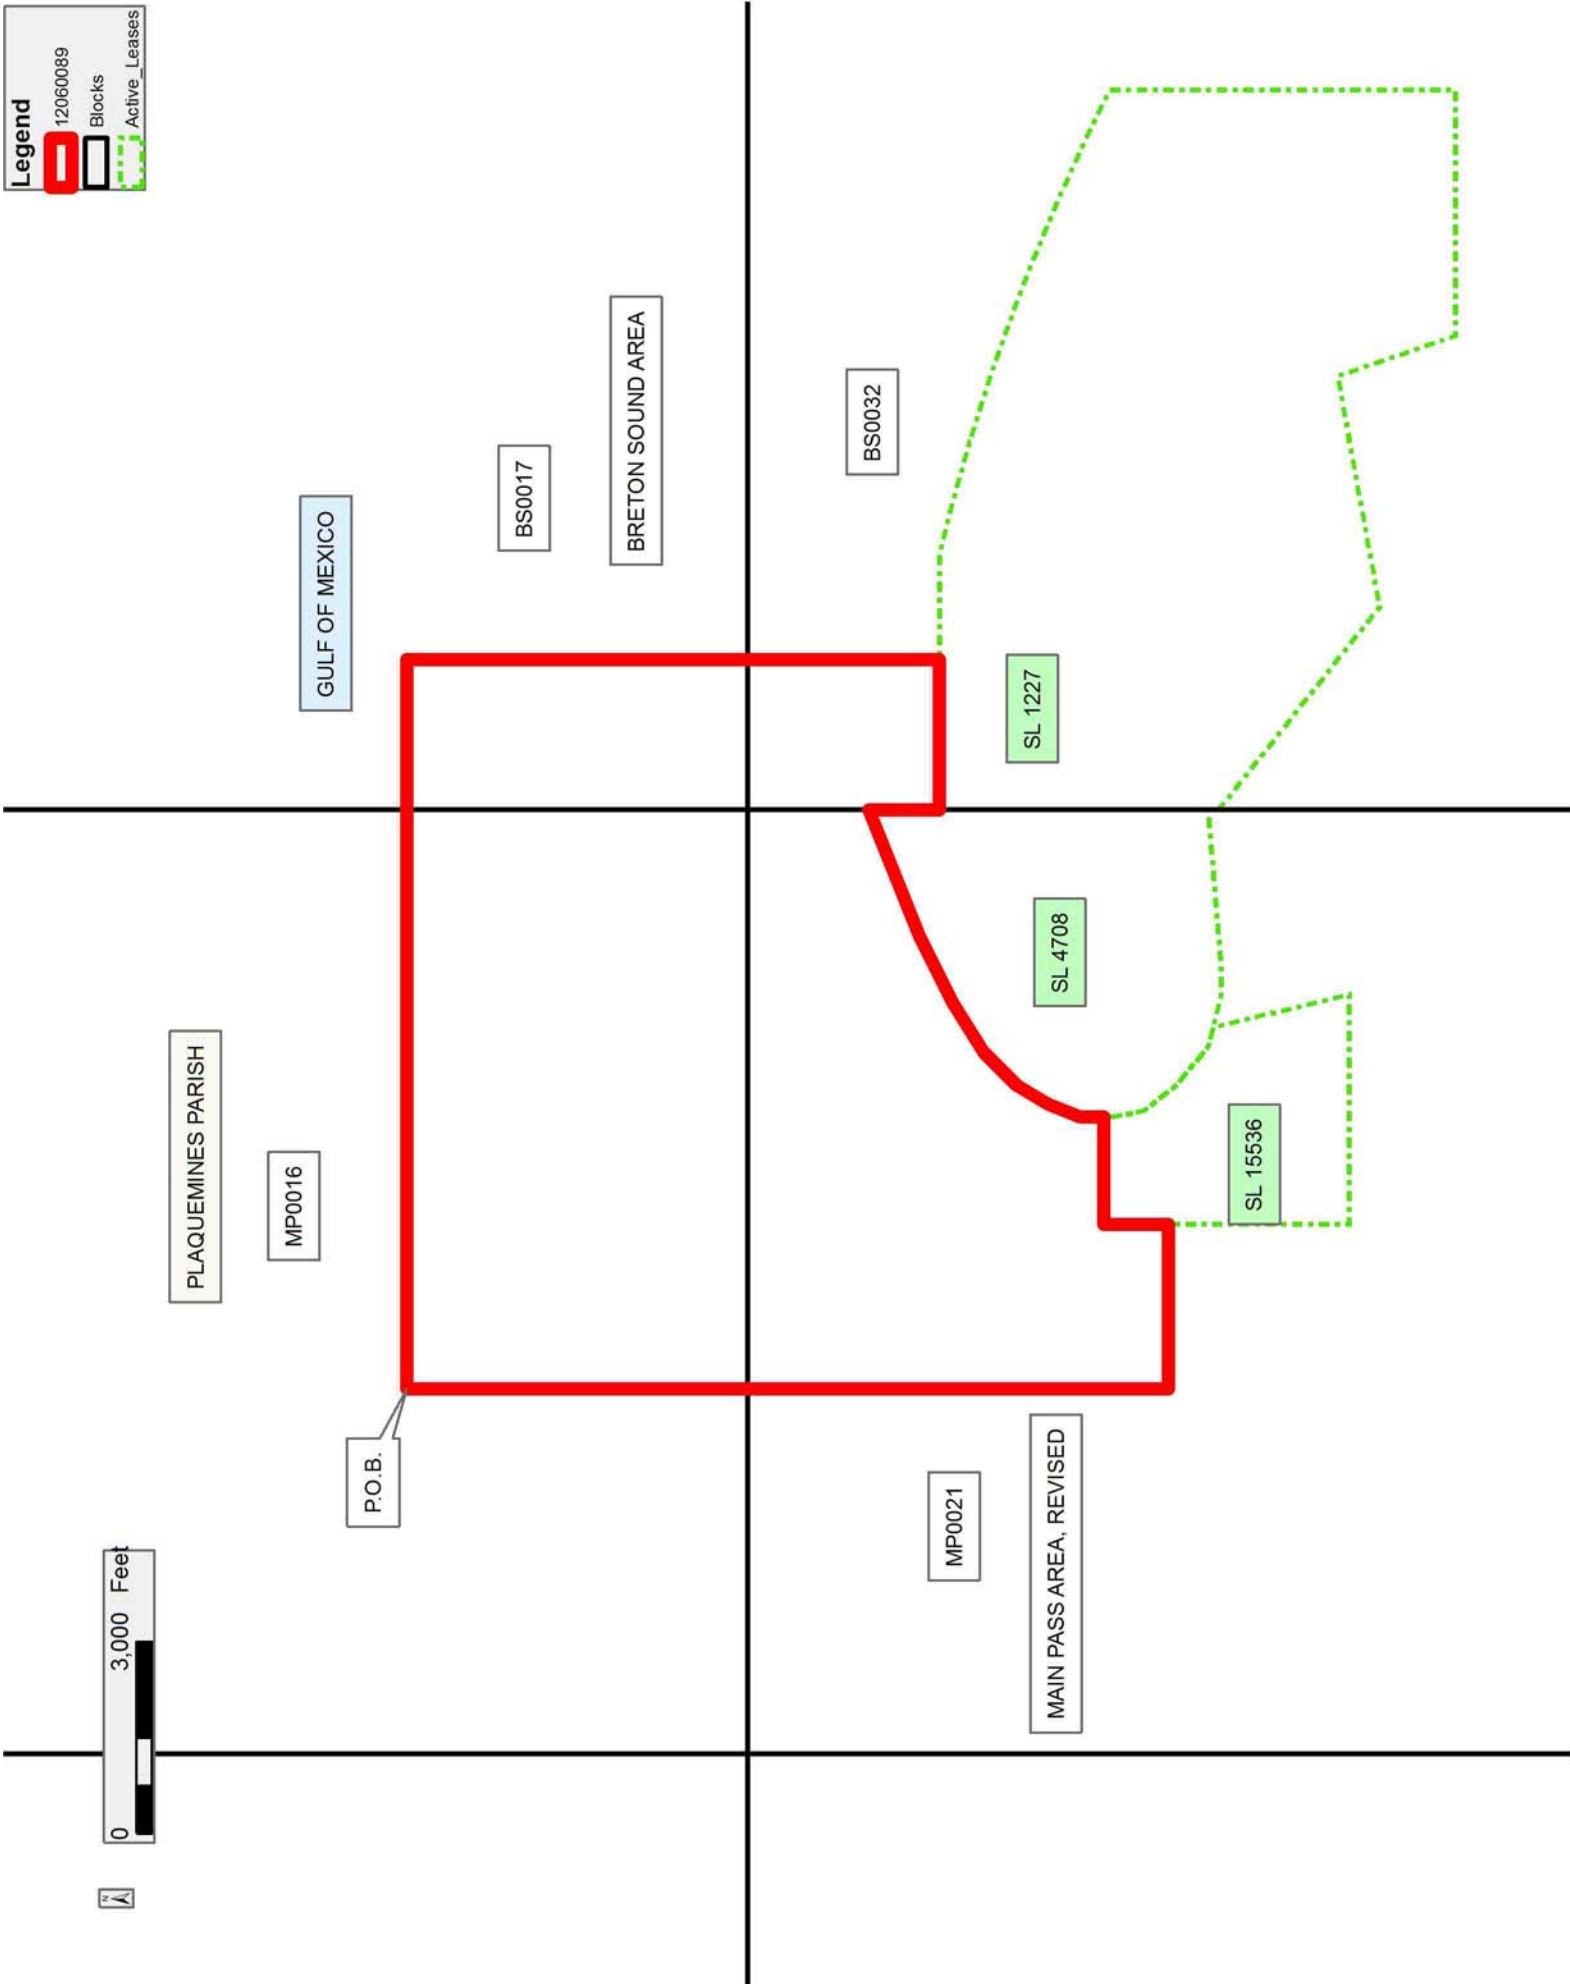 N
0 3,000 Feet
Legend
12060089
Blocks
Active_Leases
PLAQUEMINES PARISH
MP0016
GULF OF MEXICO
P.O.B.
BS0017
BRETON SOUND AREA
BS0032
MP0021
MAIN PASS AREA, REVISED
SL 4708
SL 1227
SL 15536